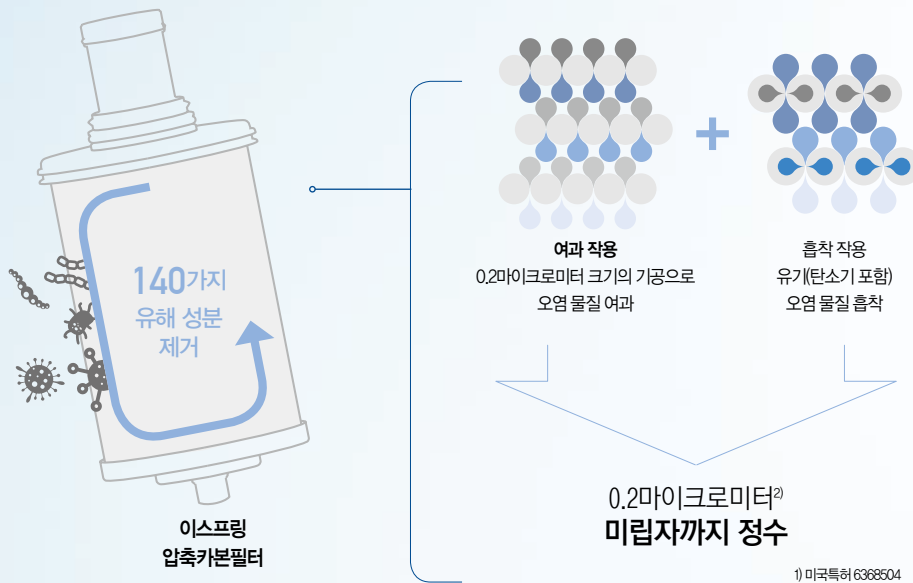 140가지
유해 성분
제거
이스프링
압축카본필터
+
여과 작용
0.2마이크로미터 크기의 기공으로
오염 물질 여과
흡착 작용
유기(탄소기 포함)
오염 물질 흡착
0.2마이크로미터2)
미립자까지 정수
1) 미국특허 6368504